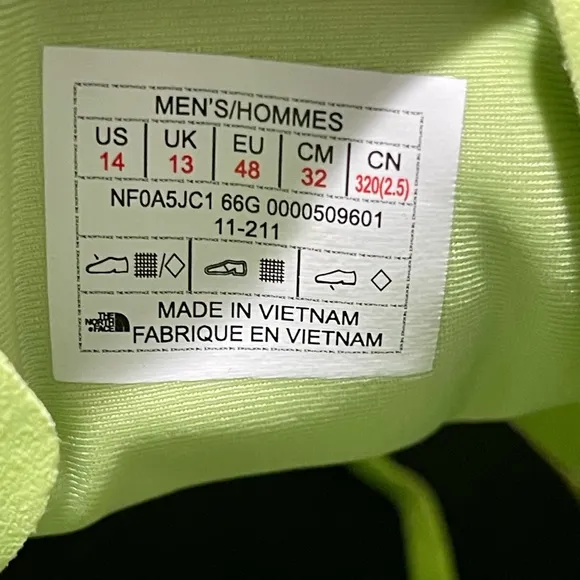 MEN'S/HOMMES
US UK EU CM CN
14 13 48 32 320(2.5)
NF0A5JC1 66G 0000509601
11-211
/
THE NORTH FACE
MADE IN VIETNAM
FABRIQUE EN VIETNAM